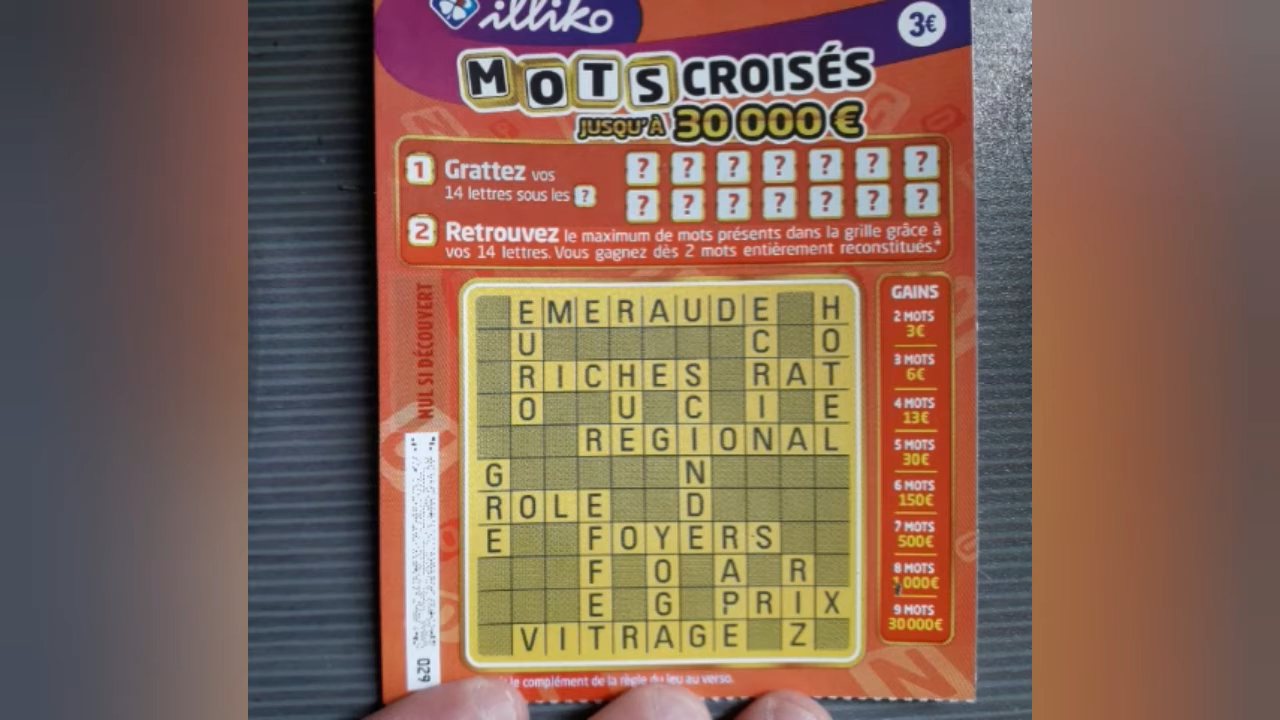 illiko
3€
MOTS CROISÉS
JUSQU'À 30 000 €
1 Grattez vos
14 lettres sous les ?
? ? ? ? ? ? ?
? ? ? ? ? ? ?
2 Retrouvez le maximum de mots présents dans la grille grâce à
vos 14 lettres. Vous gagnez dès 2 mots entièrement reconstitués.*
NUL SI DÉCOUVERT
EMERAUDE H
U C O
RICHES RAT
O U C I E
REGIONAL
G N
ROLE D
E FOYERS
F O A R
E G PRIX
VITRAGE Z
GAINS
2 MOTS
3€
3 MOTS
6€
4 MOTS
13€
5 MOTS
30€
6 MOTS
150€
7 MOTS
500€
8 MOTS
1 000€
9 MOTS
30 000€
029
le complément de la règle du jeu au verso.